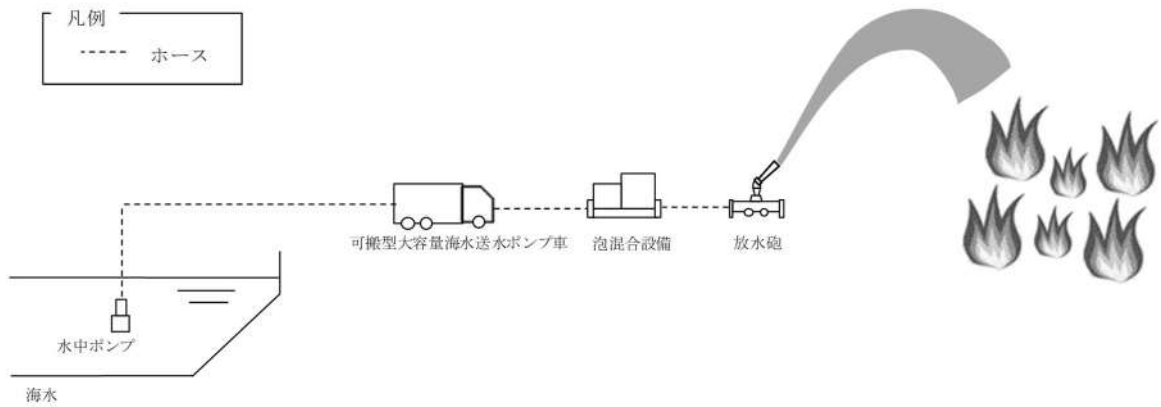 凡例
ホース
可搬型大容量海水送水ポンプ車
泡混合設備
放水砲
水中ポンプ
海水